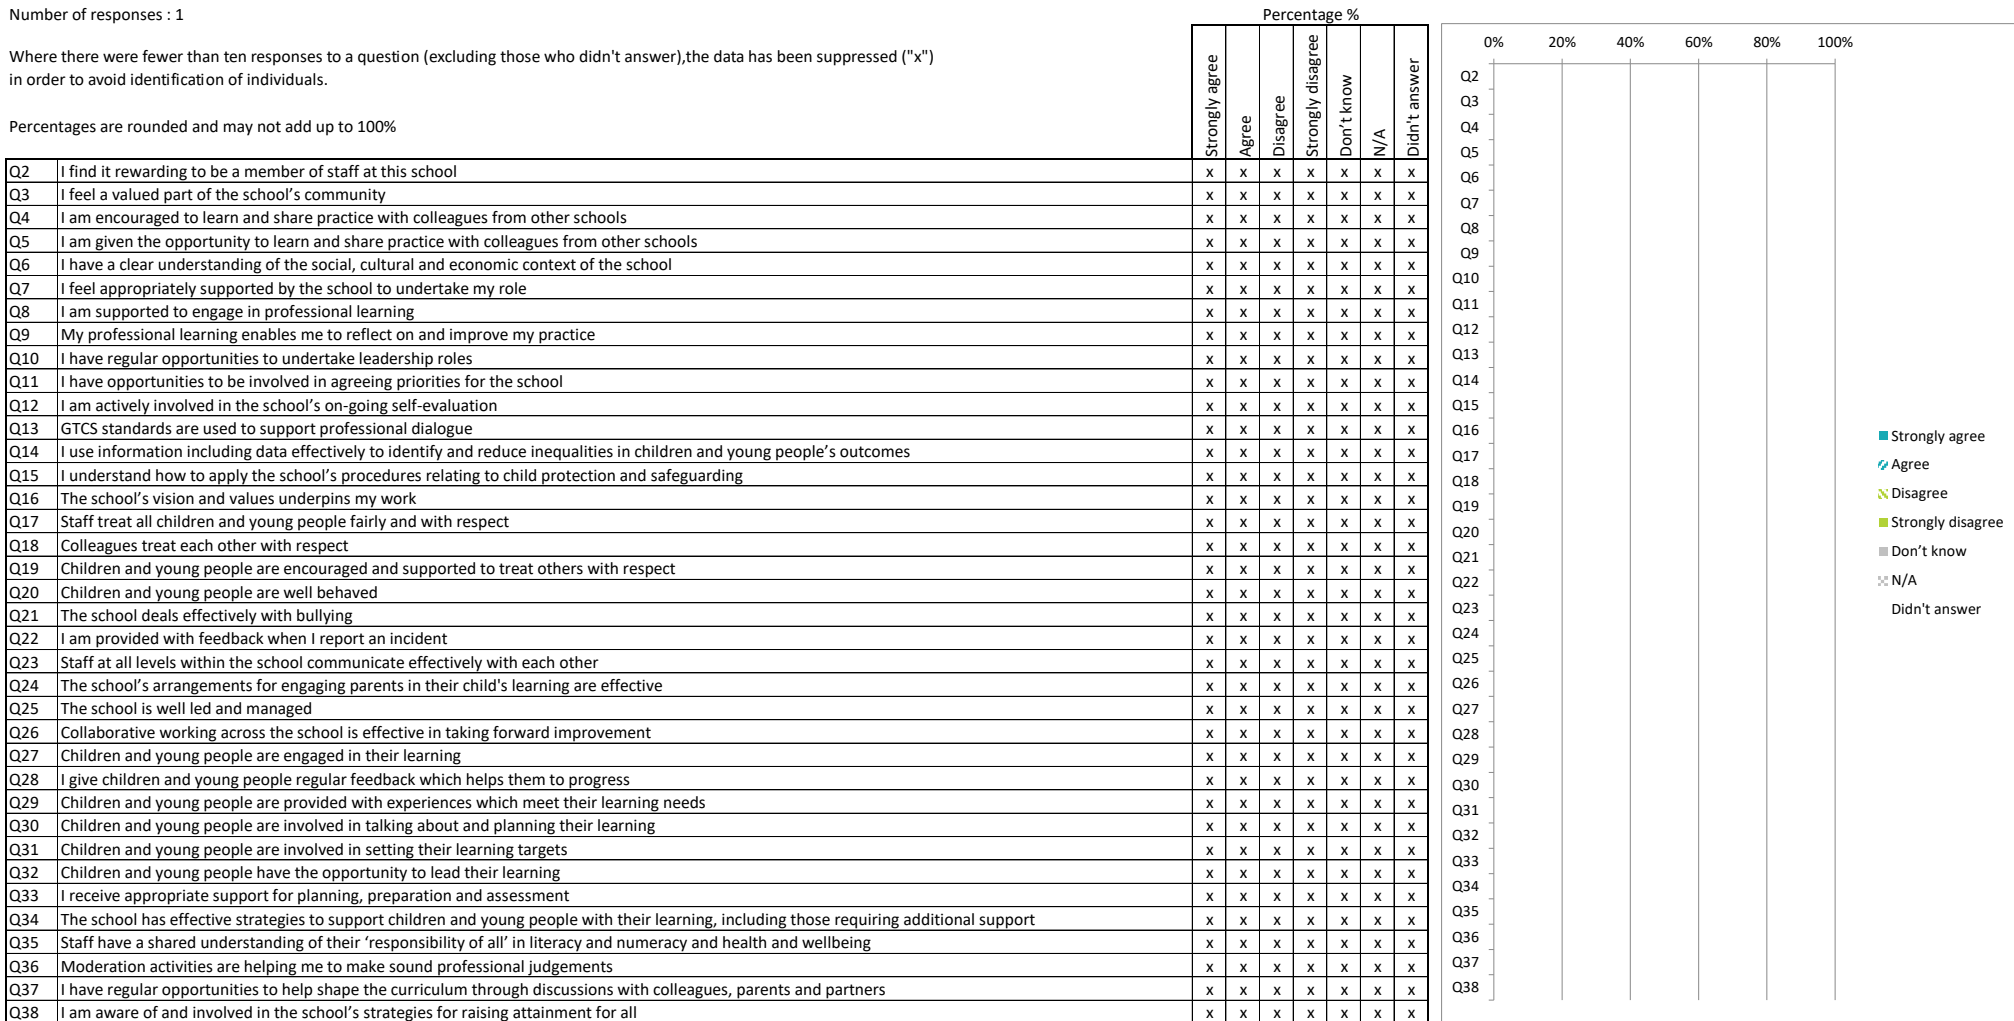 Number of responses : 1
Percentage %
Where there were fewer than ten responses to a question (excluding those who didn't answer),the data has been suppressed ("x")
in order to avoid identification of individuals.
Percentages are rounded and may not add up to 100%
Strongly agree
Agree
Disagree
Strongly disagree
Don't know
N/A
Didn't answer
Q2 I find it rewarding to be a member of staff at this school x x x x x x x
Q3 I feel a valued part of the school’s community x x x x x x x
Q4 I am encouraged to learn and share practice with colleagues from other schools x x x x x x x
Q5 I am given the opportunity to learn and share practice with colleagues from other schools x x x x x x x
Q6 I have a clear understanding of the social, cultural and economic context of the school x x x x x x x
Q7 I feel appropriately supported by the school to undertake my role x x x x x x x
Q8 I am supported to engage in professional learning x x x x x x x
Q9 My professional learning enables me to reflect on and improve my practice x x x x x x x
Q10 I have regular opportunities to undertake leadership roles x x x x x x x
Q11 I have opportunities to be involved in agreeing priorities for the school x x x x x x x
Q12 I am actively involved in the school’s on-going self-evaluation x x x x x x x
Q13 GTCS standards are used to support professional dialogue x x x x x x x
Q14 I use information including data effectively to identify and reduce inequalities in children and young people’s outcomes x x x x x x x
Q15 I understand how to apply the school’s procedures relating to child protection and safeguarding x x x x x x x
Q16 The school’s vision and values underpins my work x x x x x x x
Q17 Staff treat all children and young people fairly and with respect x x x x x x x
Q18 Colleagues treat each other with respect x x x x x x x
Q19 Children and young people are encouraged and supported to treat others with respect x x x x x x x
Q20 Children and young people are well behaved x x x x x x x
Q21 The school deals effectively with bullying x x x x x x x
Q22 I am provided with feedback when I report an incident x x x x x x x
Q23 Staff at all levels within the school communicate effectively with each other x x x x x x x
Q24 The school’s arrangements for engaging parents in their child's learning are effective x x x x x x x
Q25 The school is well led and managed x x x x x x x
Q26 Collaborative working across the school is effective in taking forward improvement x x x x x x x
Q27 Children and young people are engaged in their learning x x x x x x x
Q28 I give children and young people regular feedback which helps them to progress x x x x x x x
Q29 Children and young people are provided with experiences which meet their learning needs x x x x x x x
Q30 Children and young people are involved in talking about and planning their learning x x x x x x x
Q31 Children and young people are involved in setting their learning targets x x x x x x x
Q32 Children and young people have the opportunity to lead their learning x x x x x x x
Q33 I receive appropriate support for planning, preparation and assessment x x x x x x x
Q34 The school has effective strategies to support children and young people with their learning, including those requiring additional support x x x x x x x
Q35 Staff have a shared understanding of their ‘responsibility of all’ in literacy and numeracy and health and wellbeing x x x x x x x
Q36 Moderation activities are helping me to make sound professional judgements x x x x x x x
Q37 I have regular opportunities to help shape the curriculum through discussions with colleagues, parents and partners x x x x x x x
Q38 I am aware of and involved in the school’s strategies for raising attainment for all x x x x x x x
0% 20% 40% 60% 80% 100%
Q2
Q3
Q4
Q5
Q6
Q7
Q8
Q9
Q10
Q11
Q12
Q13
Q14
Q15
Q16
Q17
Q18
Q19
Q20
Q21
Q22
Q23
Q24
Q25
Q26
Q27
Q28
Q29
Q30
Q31
Q32
Q33
Q34
Q35
Q36
Q37
Q38
Strongly agree
Agree
Disagree
Strongly disagree
Don’t know
N/A
Didn't answer